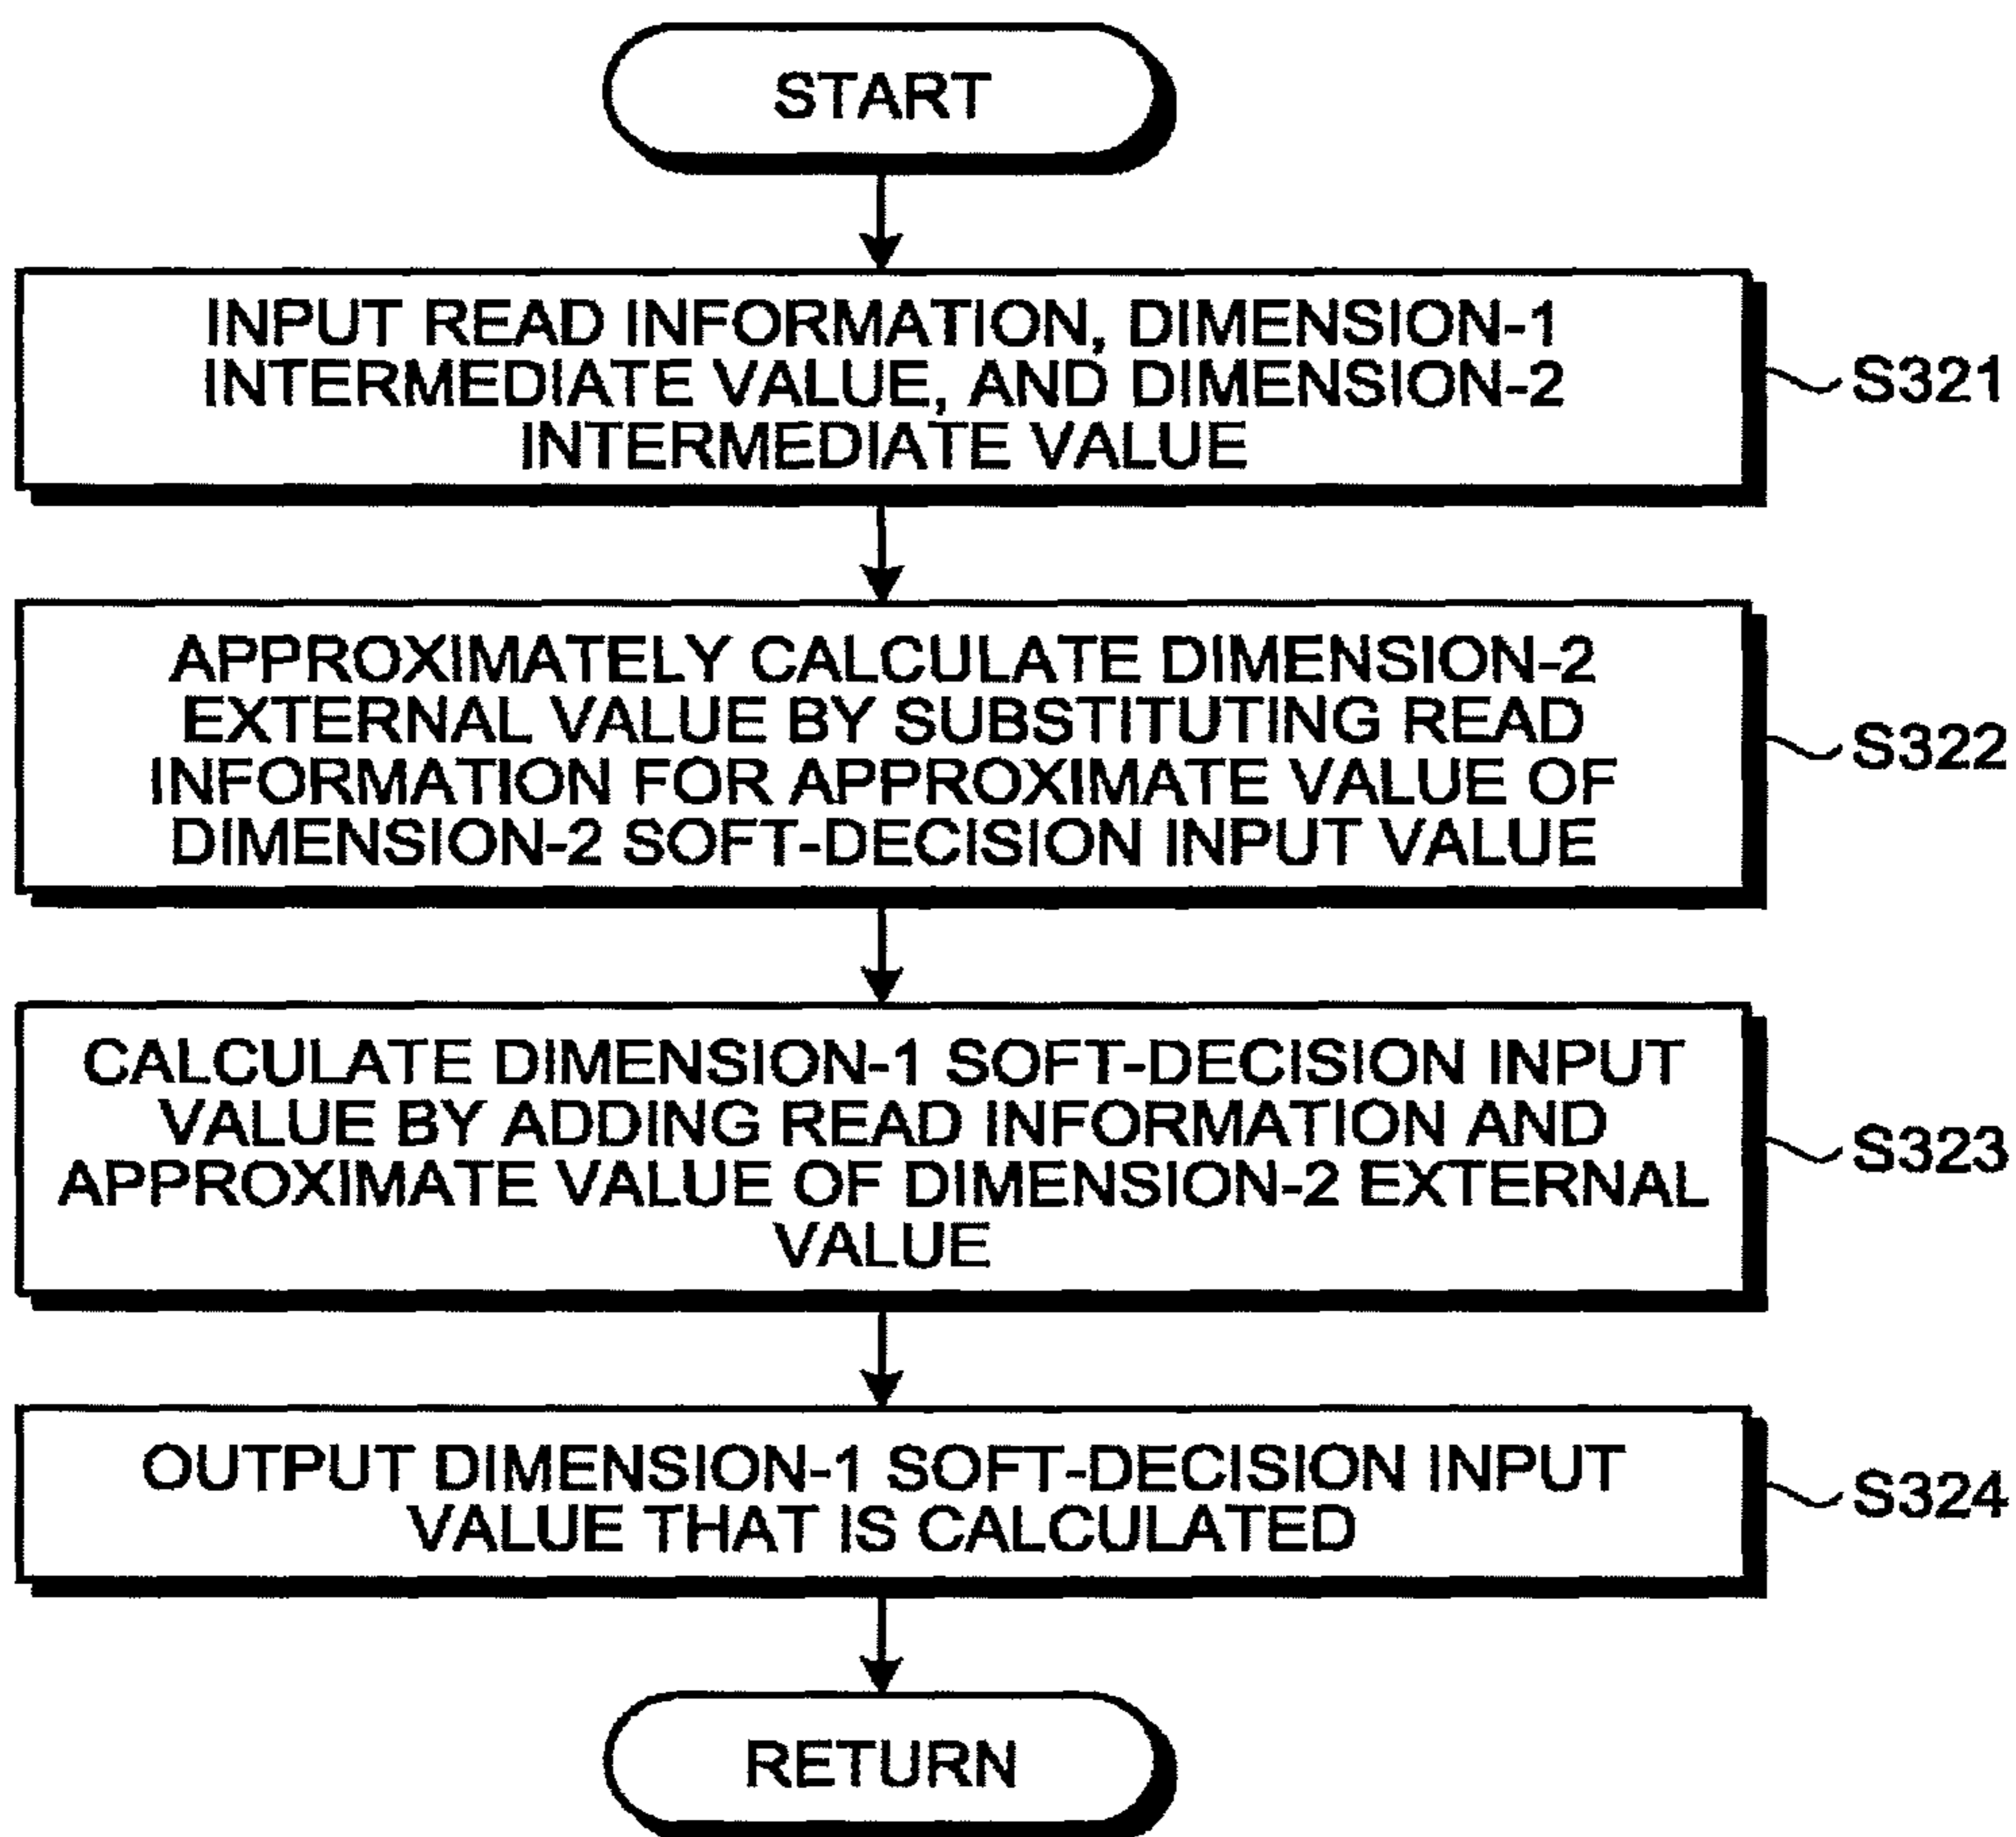 START
INPUT READ INFORMATION, DIMENSION-1
INTERMEDIATE VALUE, AND DIMENSION-2
INTERMEDIATE VALUE
S321
APPROXIMATELY CALCULATE DIMENSION-2
EXTERNAL VALUE BY SUBSTITUTING READ
INFORMATION FOR APPROXIMATE VALUE OF
DIMENSION-2 SOFT-DECISION INPUT VALUE
S322
CALCULATE DIMENSION-1 SOFT-DECISION INPUT
VALUE BY ADDING READ INFORMATION AND
APPROXIMATE VALUE OF DIMENSION-2 EXTERNAL
VALUE
S323
OUTPUT DIMENSION-1 SOFT-DECISION INPUT
VALUE THAT IS CALCULATED
S324
RETURN